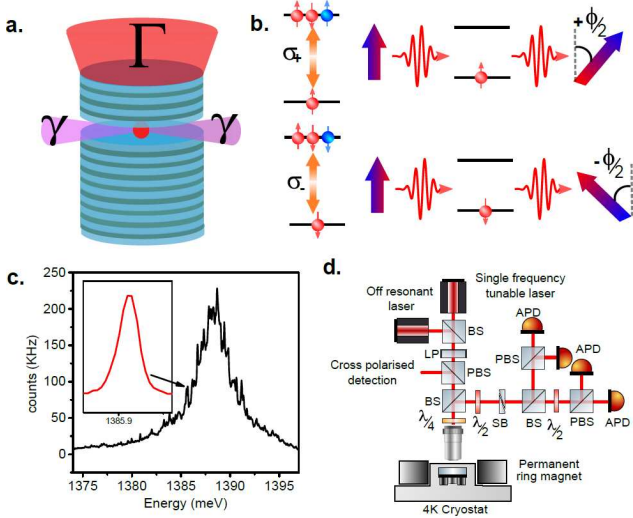 a.
Γ
γ
γ
b.
σ+
σ-
+ϕ/2
-ϕ/2
c.
counts (KHz)
250
200
150
100
50
0
1385.9
1375
1380
1385
1390
1395
Energy (meV)
d.
Off resonant
laser
Single frequency
tunable laser
BS
LP
Cross polarised
detection
PBS
BS
λ/4
λ/2
SB
BS
λ/2
PBS
APD
PBS
APD
APD
APD
Permanent
ring magnet
4K Cryostat